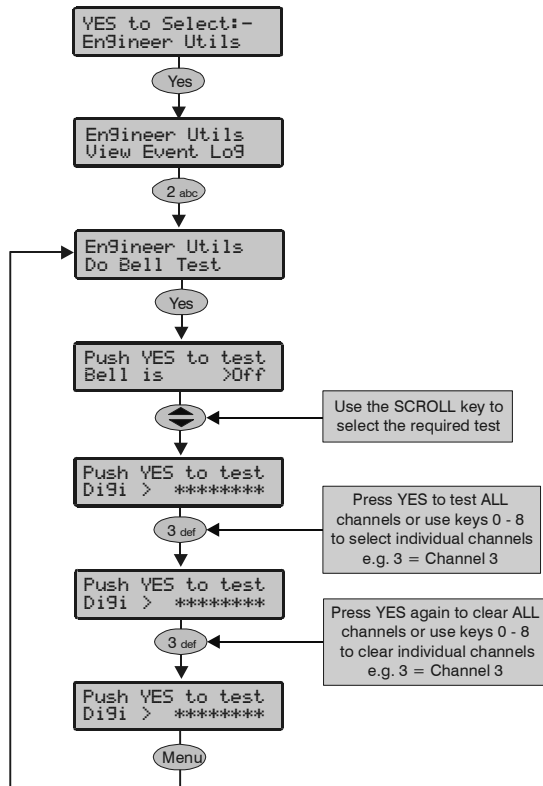 YES to Select:-
Engineer Utils
Yes
Engineer Utils
View Event Log
2 abc
Engineer Utils
Do Bell Test
Yes
Push YES to test
Bell is >Off
Use the SCROLL key to
select the required test
Push YES to test
Digi > ********
Press YES to test ALL
channels or use keys 0 - 8
to select individual channels
e.g. 3 = Channel 3
3 def
Push YES to test
Digi > ********
Press YES again to clear ALL
channels or use keys 0 - 8
to clear individual channels
e.g. 3 = Channel 3
3 def
Push YES to test
Digi > ********
Menu